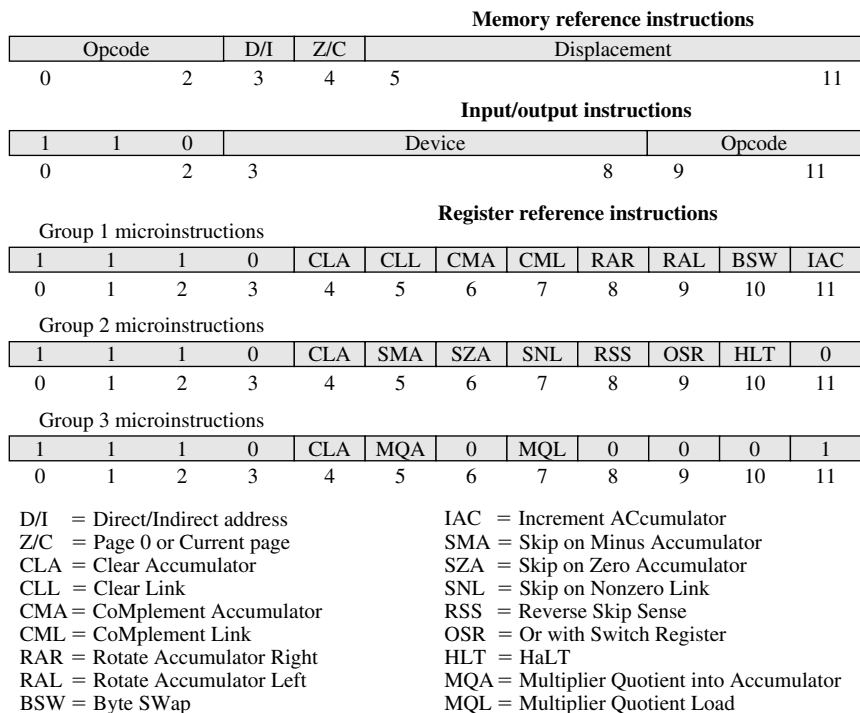 Memory reference instructions
Opcode D/I Z/C Displacement
0 2 3 4 5 11
Input/output instructions
1 1 0 Device Opcode
0 2 3 8 9 11
Register reference instructions
Group 1 microinstructions
1 1 1 0 CLA CLL CMA CML RAR RAL BSW IAC
0 1 2 3 4 5 6 7 8 9 10 11
Group 2 microinstructions
1 1 1 0 CLA SMA SZA SNL RSS OSR HLT 0
0 1 2 3 4 5 6 7 8 9 10 11
Group 3 microinstructions
1 1 1 0 CLA MQA 0 MQL 0 0 0 1
0 1 2 3 4 5 6 7 8 9 10 11
D/I = Direct/Indirect address
Z/C = Page 0 or Current page
CLA = Clear Accumulator
CLL = Clear Link
CMA = CoMplement Accumulator
CML = CoMplement Link
RAR = Rotate Accumulator Right
RAL = Rotate Accumulator Left
BSW = Byte SWap
IAC = Increment ACcumulator
SMA = Skip on Minus Accumulator
SZA = Skip on Zero Accumulator
SNL = Skip on Nonzero Link
RSS = Reverse Skip Sense
OSR = Or with Switch Register
HLT = HaLT
MQA = Multiplier Quotient into Accumulator
MQL = Multiplier Quotient Load